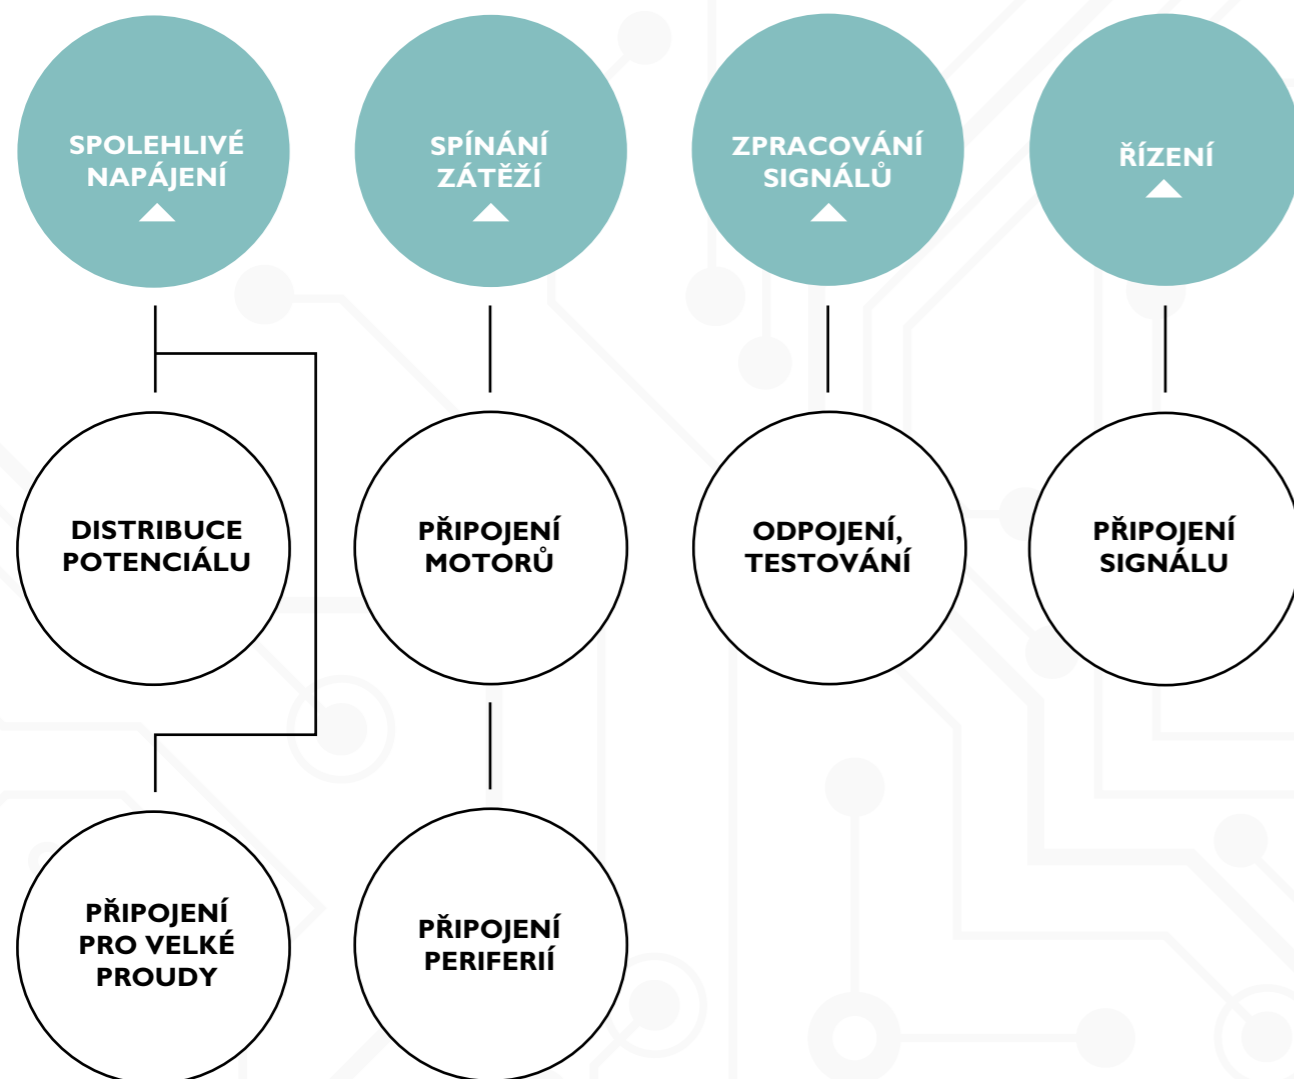 SPOLEHLIVÉ
NAPÁJENÍ
SPÍNÁNÍ
ZÁTĚŽÍ
ZPRACOVÁNÍ
SIGNÁLŮ
ŘÍZENÍ
DISTRIBUCE
POTENCIÁLU
PŘIPOJENÍ
MOTORŮ
ODPOJENÍ,
TESTOVÁNÍ
PŘIPOJENÍ
SIGNÁLU
PŘIPOJENÍ
PRO VELKÉ
PROUDY
PŘIPOJENÍ
PERIFERIÍ